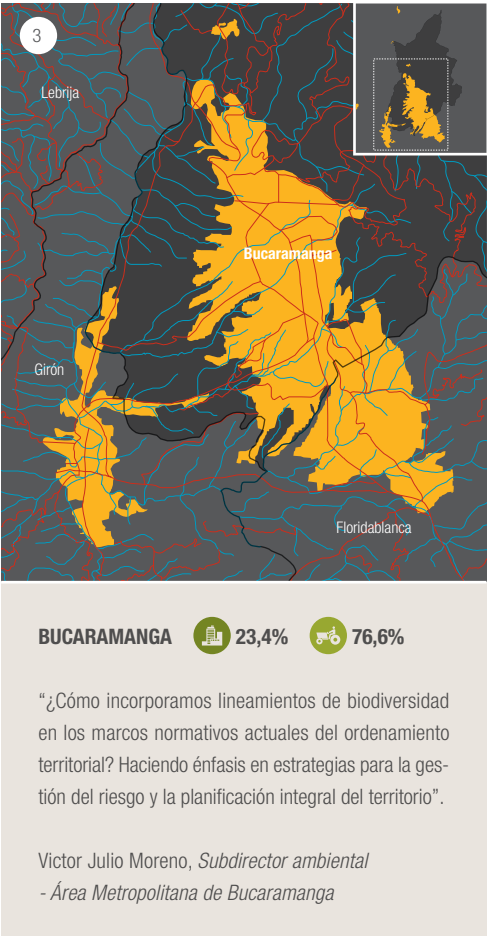 3
Lebrija
Bucaramanga
Girón
Floridablanca
BUCARAMANGA 23,4% 76,6%
“¿Cómo incorporamos lineamientos de biodiversidad
en los marcos normativos actuales del ordenamiento
territorial? Haciendo énfasis en estrategias para la ges-
tión del riesgo y la planificación integral del territorio”.
Victor Julio Moreno, Subdirector ambiental
- Área Metropolitana de Bucaramanga